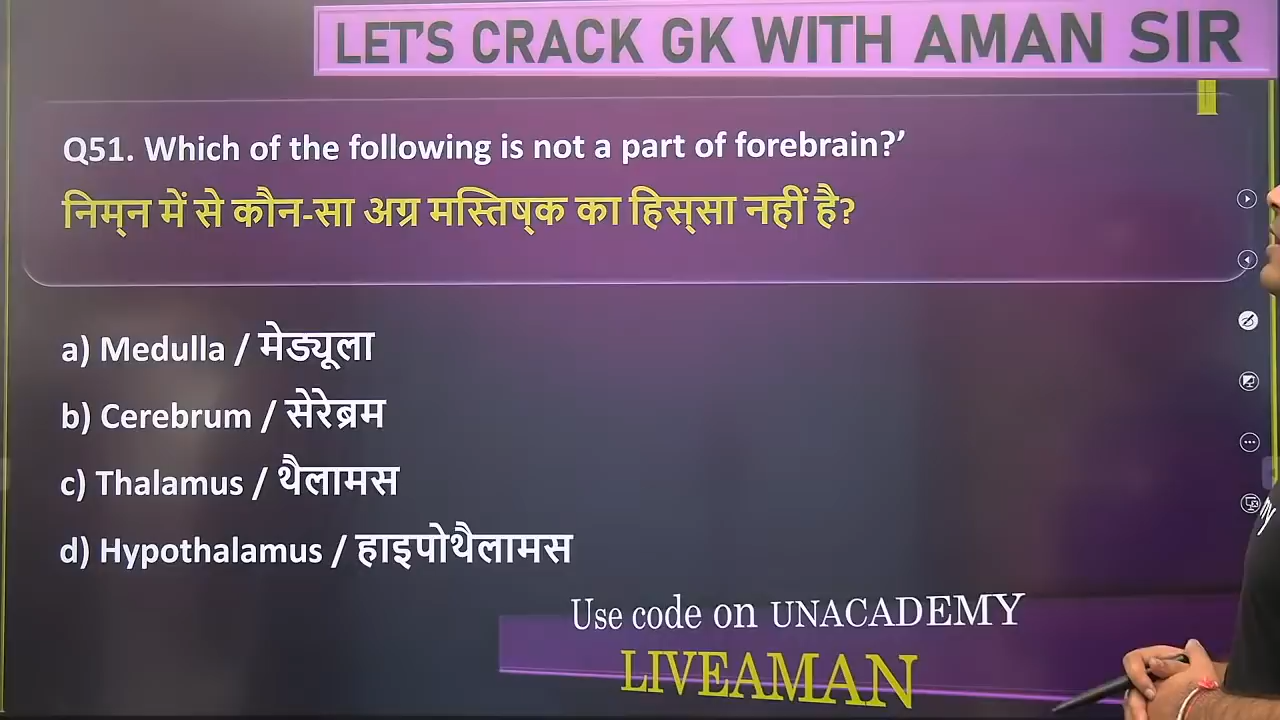 LET'S CRACK GK WITH AMAN SIR
Q51. Which of the following is not a part of forebrain?’
निम्‌न में से कौन-सा अग्र मस्तिष्‌क का हिस्‌सा नहीं है?
a) Medulla / मेड्यूला
b) Cerebrum / सेरेब्रम
c) Thalamus / थैलामस
d) Hypothalamus / हाइपोथैलामस
Use code on UNACADEMY
LIVEAMAN